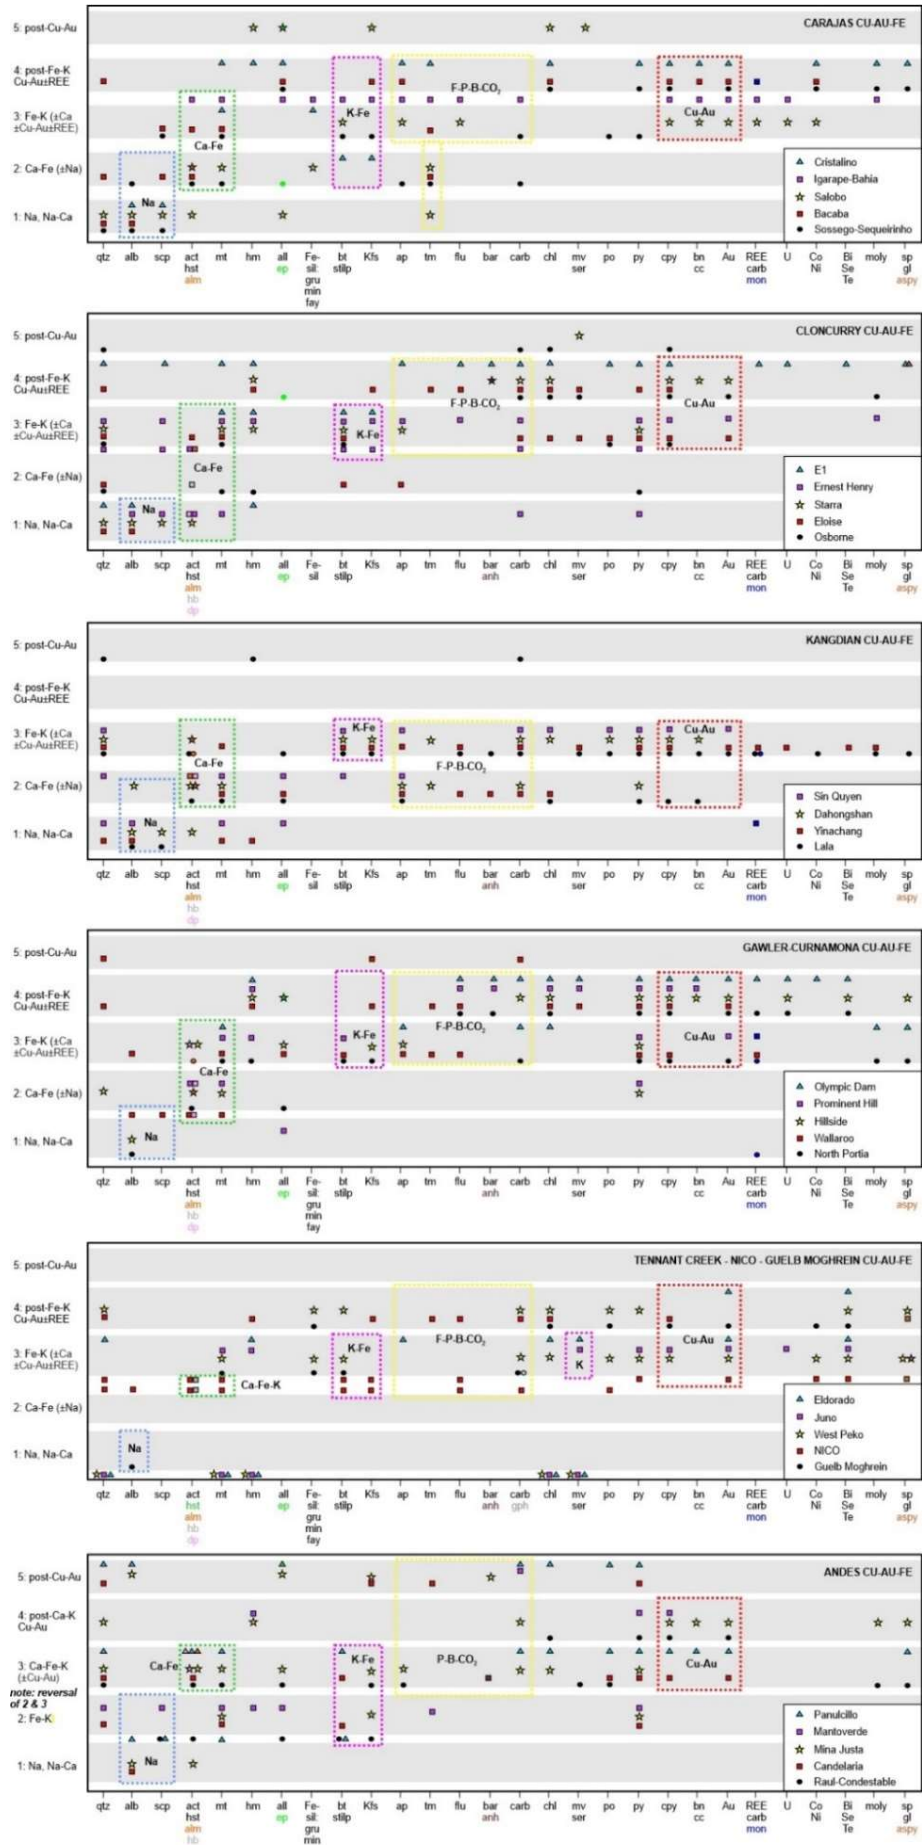 CARAJAS CU-AU-FE
5: post-Cu-Au
4: post-Fe-K
Cu-Au±REE
3: Fe-K (±Ca
±Cu-Au±REE)
2: Ca-Fe (±Na)
1: Na, Na-Ca
F-P-B-CO2
K-Fe
Cu-Au
Ca-Fe
Na
Cristalino
Igarape-Bahia
Salobo
Bacaba
Sossego-Sequeirinho
qtz alb scp act mt hm all Fe- bt Kfs ap tm flu bar carb chl mv po py cpy bn Au REE U Co Bi moly sp
hst ep sil: stilp anh ser cc carb Ni Se gl
alm gru mon Te aspy
min
fay
CLONCURRY CU-AU-FE
5: post-Cu-Au
4: post-Fe-K
Cu-Au±REE
3: Fe-K (±Ca
±Cu-Au±REE)
2: Ca-Fe (±Na)
1: Na, Na-Ca
F-P-B-CO2
Cu-Au
K-Fe
Ca-Fe
Na
E1
Ernest Henry
Starra
Eloise
Osborne
qtz alb scp act mt hm all Fe- bt Kfs ap tm flu bar carb chl mv po py cpy bn Au REE U Co Bi moly sp
hst ep sil stilp anh ser cc carb Ni Se gl
alm mon Te aspy
hb
dp
KANGDIAN CU-AU-FE
5: post-Cu-Au
4: post-Fe-K
Cu-Au±REE
3: Fe-K (±Ca
±Cu-Au±REE)
2: Ca-Fe (±Na)
1: Na, Na-Ca
K-Fe
Cu-Au
Ca-Fe
F-P-B-CO2
Na
Sin Quyen
Dahongshan
Yinachang
Lala
qtz alb scp act mt hm all Fe- bt Kfs ap tm flu bar carb chl mv po py cpy bn Au REE U Co Bi moly sp
hst ep sil stilp anh ser cc carb Ni Se gl
alm mon Te aspy
hb
dp
GAWLER-CURNAMONA CU-AU-FE
5: post-Cu-Au
4: post-Fe-K
Cu-Au±REE
3: Fe-K (±Ca
±Cu-Au±REE)
2: Ca-Fe (±Na)
1: Na, Na-Ca
F-P-B-CO2
K-Fe
Cu-Au
Ca-Fe
Na
Olympic Dam
Prominent Hill
Hillside
Wallaroo
North Portia
qtz alb scp act mt hm all Fe- bt Kfs ap tm flu bar carb chl mv po py cpy bn Au REE U Co Bi moly sp
hst ep sil: stilp anh ser cc carb Ni Se gl
alm gru mon Te aspy
hb min
dp fay
TENNANT CREEK - NICO - GUELB MOGHREIN CU-AU-FE
5: post-Cu-Au
4: post-Fe-K
Cu-Au±REE
3: Fe-K (±Ca
±Cu-Au±REE)
2: Ca-Fe (±Na)
1: Na, Na-Ca
F-P-B-CO2
Cu-Au
K-Fe
K
Ca-Fe-K
Na
Eldorado
Juno
West Peko
NICO
Guelb Moghrein
qtz alb scp act mt hm all Fe- bt Kfs ap tm flu bar carb chl mv po py cpy bn Au REE U Co Bi moly sp
hst ep sil: stilp anh gph ser cc carb Ni Se gl
alm gru mon Te aspy
hb min
dp fay
ANDES CU-AU-FE
5: post-Cu-Au
4: post-Ca-K
Cu-Au
3: Ca-Fe-K
(±Cu-Au)
note: reversal
of 2 & 3
2: Fe-K
1: Na, Na-Ca
Ca-Fe
K-Fe
P-B-CO2
Cu-Au
Na
Panulcillo
Mantoverde
Mina Justa
Candelaria
Raul-Condestable
qtz alb scp act mt hm all Fe- bt Kfs ap tm flu bar carb chl mv po py cpy bn Au REE U Co Bi moly sp
hst ep sil: stilp anh ser cc carb Ni Se gl
alm gru mon Te aspy
hb min